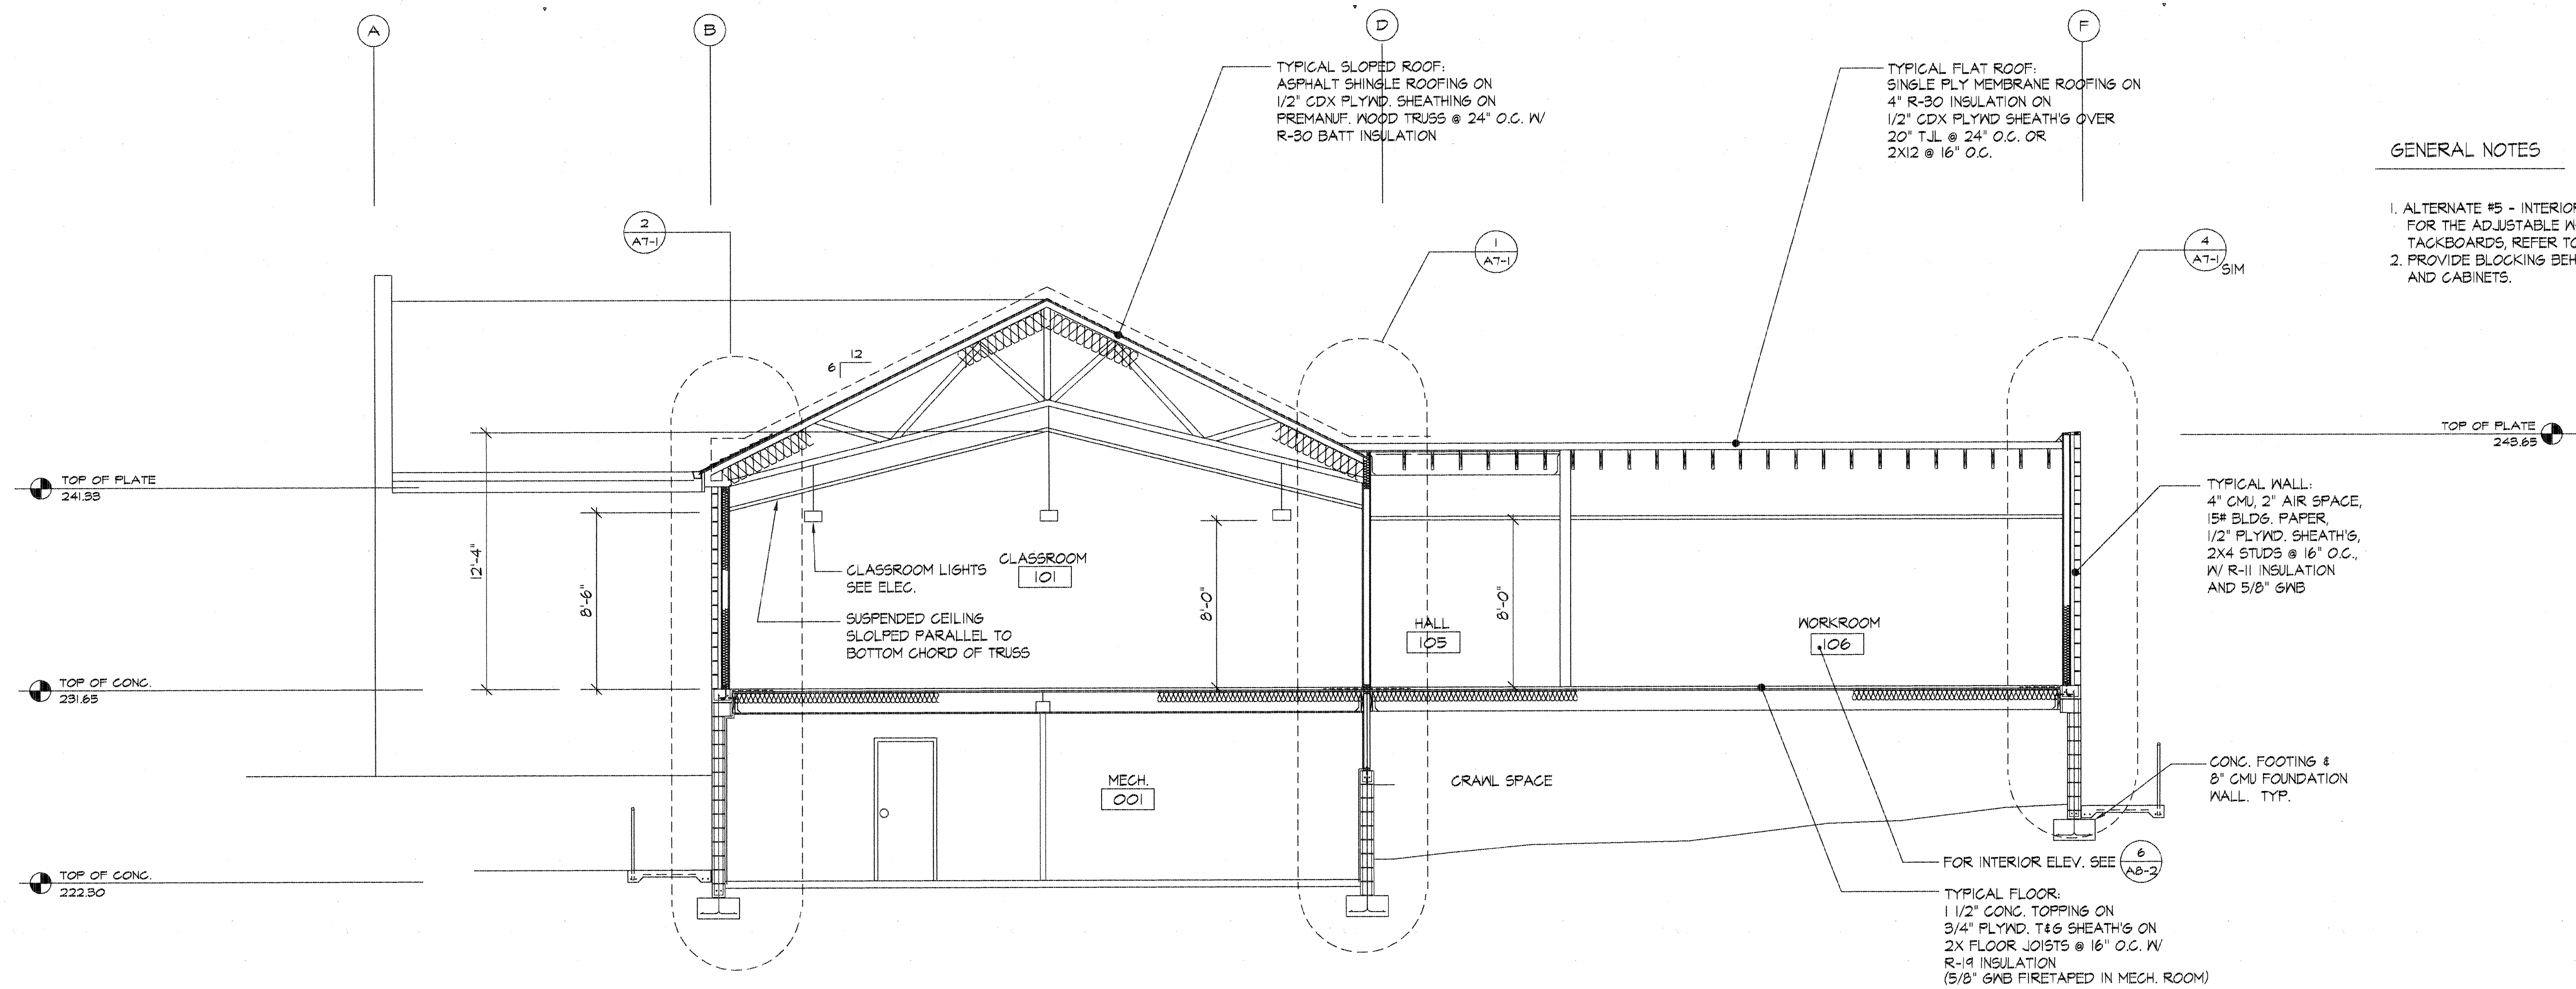 A
B
D
F
TYPICAL SLOPED ROOF:
ASPHALT SHINGLE ROOFING ON
1/2" CDX PLYWD. SHEATHING ON
PREMANUF. WOOD TRUSS @ 24" O.C. W/
R-30 BATT INSULATION
TYPICAL FLAT ROOF:
SINGLE PLY MEMBRANE ROOFING ON
4" R-30 INSULATION ON
1/2" CDX PLYWD SHEATH'G OVER
20" TJL @ 24" O.C. OR
2X12 @ 16" O.C.
GENERAL NOTES
1. ALTERNATE #5 - INTERIOR
FOR THE ADJUSTABLE W
TACKBOARDS, REFER TO
2. PROVIDE BLOCKING BEH
AND CABINETS.
2
A7-1
1
A7-1
4
A7-1
SIM
12
6
TOP OF PLATE
241.33
TOP OF PLATE
243.65
12'-4"
8'-6"
8'-0"
8'-0"
CLASSROOM
101
CLASSROOM LIGHTS
SEE ELEC.
SUSPENDED CEILING
SLOLPED PARALLEL TO
BOTTOM CHORD OF TRUSS
HALL
105
WORKROOM
106
TYPICAL WALL:
4" CMU, 2" AIR SPACE,
15# BLDG. PAPER,
1/2" PLYWD. SHEATH'G,
2X4 STUDS @ 16" O.C.,
W/ R-11 INSULATION
AND 5/8" GWB
TOP OF CONC.
231.65
MECH.
001
CRAWL SPACE
CONC. FOOTING &
8" CMU FOUNDATION
WALL. TYP.
TOP OF CONC.
222.30
FOR INTERIOR ELEV. SEE
6
A8-2
TYPICAL FLOOR:
1 1/2" CONC. TOPPING ON
3/4" PLYWD. T&G SHEATH'G ON
2X FLOOR JOISTS @ 16" O.C. W/
R-19 INSULATION
(5/8" GWB FIRETAPED IN MECH. ROOM)